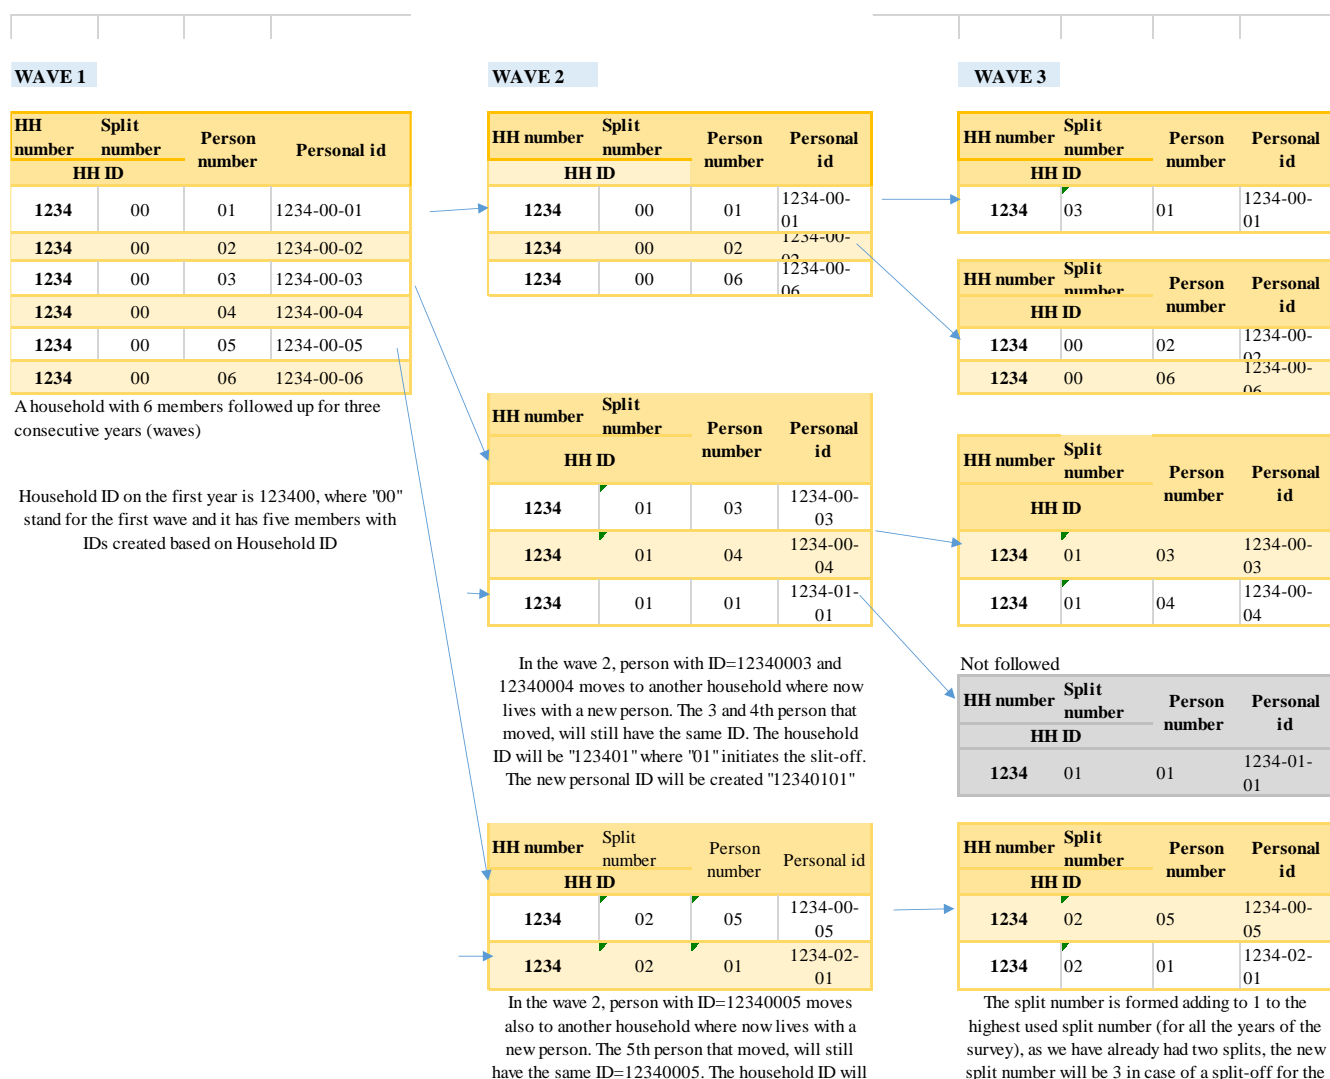 WAVE 1
HH number Split number Person number Personal id
HH ID
1234 00 01 1234-00-01
1234 00 02 1234-00-02
1234 00 03 1234-00-03
1234 00 04 1234-00-04
1234 00 05 1234-00-05
1234 00 06 1234-00-06
A household with 6 members followed up for three
consecutive years (waves)
Household ID on the first year is 123400, where "00"
stand for the first wave and it has five members with
IDs created based on Household ID
WAVE 2
HH number Split number Person number Personal id
HH ID
1234 00 01 1234-00-01
1234 00 02 1234-00-02
1234 00 06 1234-00-06
HH number Split number Person number Personal id
HH ID
1234 01 03 1234-00-03
1234 01 04 1234-00-04
1234 01 01 1234-01-01
In the wave 2, person with ID=12340003 and
12340004 moves to another household where now
lives with a new person. The 3 and 4th person that
moved, will still have the same ID. The household
ID will be "123401" where "01" initiates the slit-off.
The new personal ID will be created "12340101"
HH number Split number Person number Personal id
HH ID
1234 02 05 1234-00-05
1234 02 01 1234-02-01
In the wave 2, person with ID=12340005 moves
also to another household where now lives with a
new person. The 5th person that moved, will still
have the same ID=12340005. The household ID will
WAVE 3
HH number Split number Person number Personal id
HH ID
1234 03 01 1234-00-01
HH number Split number Person number Personal id
HH ID
1234 00 02 1234-00-02
1234 00 06 1234-00-06
HH number Split number Person number Personal id
HH ID
1234 01 03 1234-00-03
1234 01 04 1234-00-04
Not followed
HH number Split number Person number Personal id
HH ID
1234 01 01 1234-01-01
HH number Split number Person number Personal id
HH ID
1234 02 05 1234-00-05
1234 02 01 1234-02-01
The split number is formed adding to 1 to the
highest used split number (for all the years of the
survey), as we have already had two splits, the new
split number will be 3 in case of a split-off for the